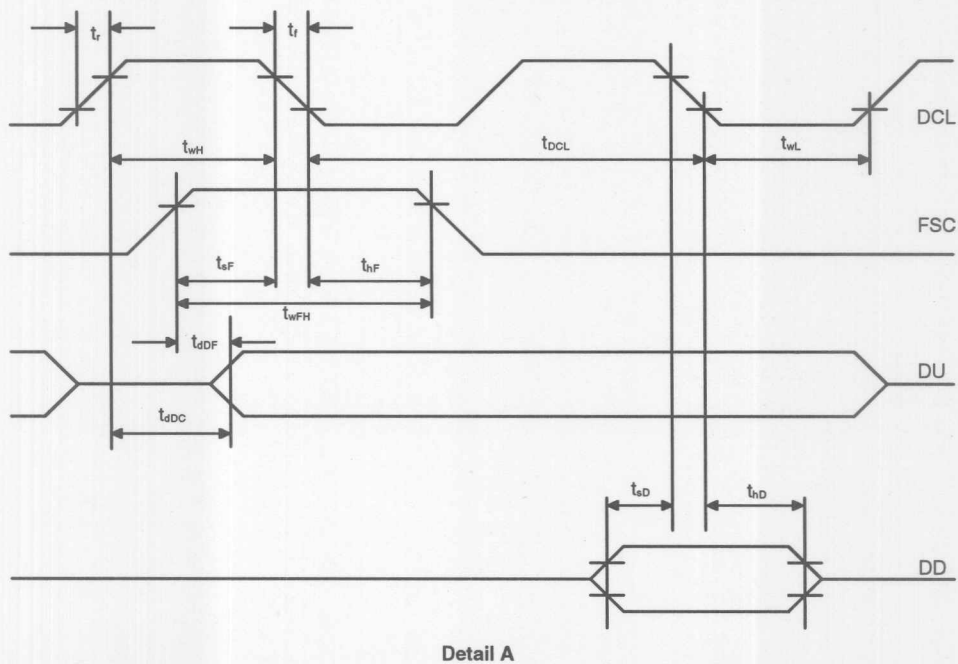 tr
tf
DCL
twH
tDCL
twL
FSC
tsF
thF
twFH
tdDF
DU
tdDC
tsD
thD
DD
Detail A